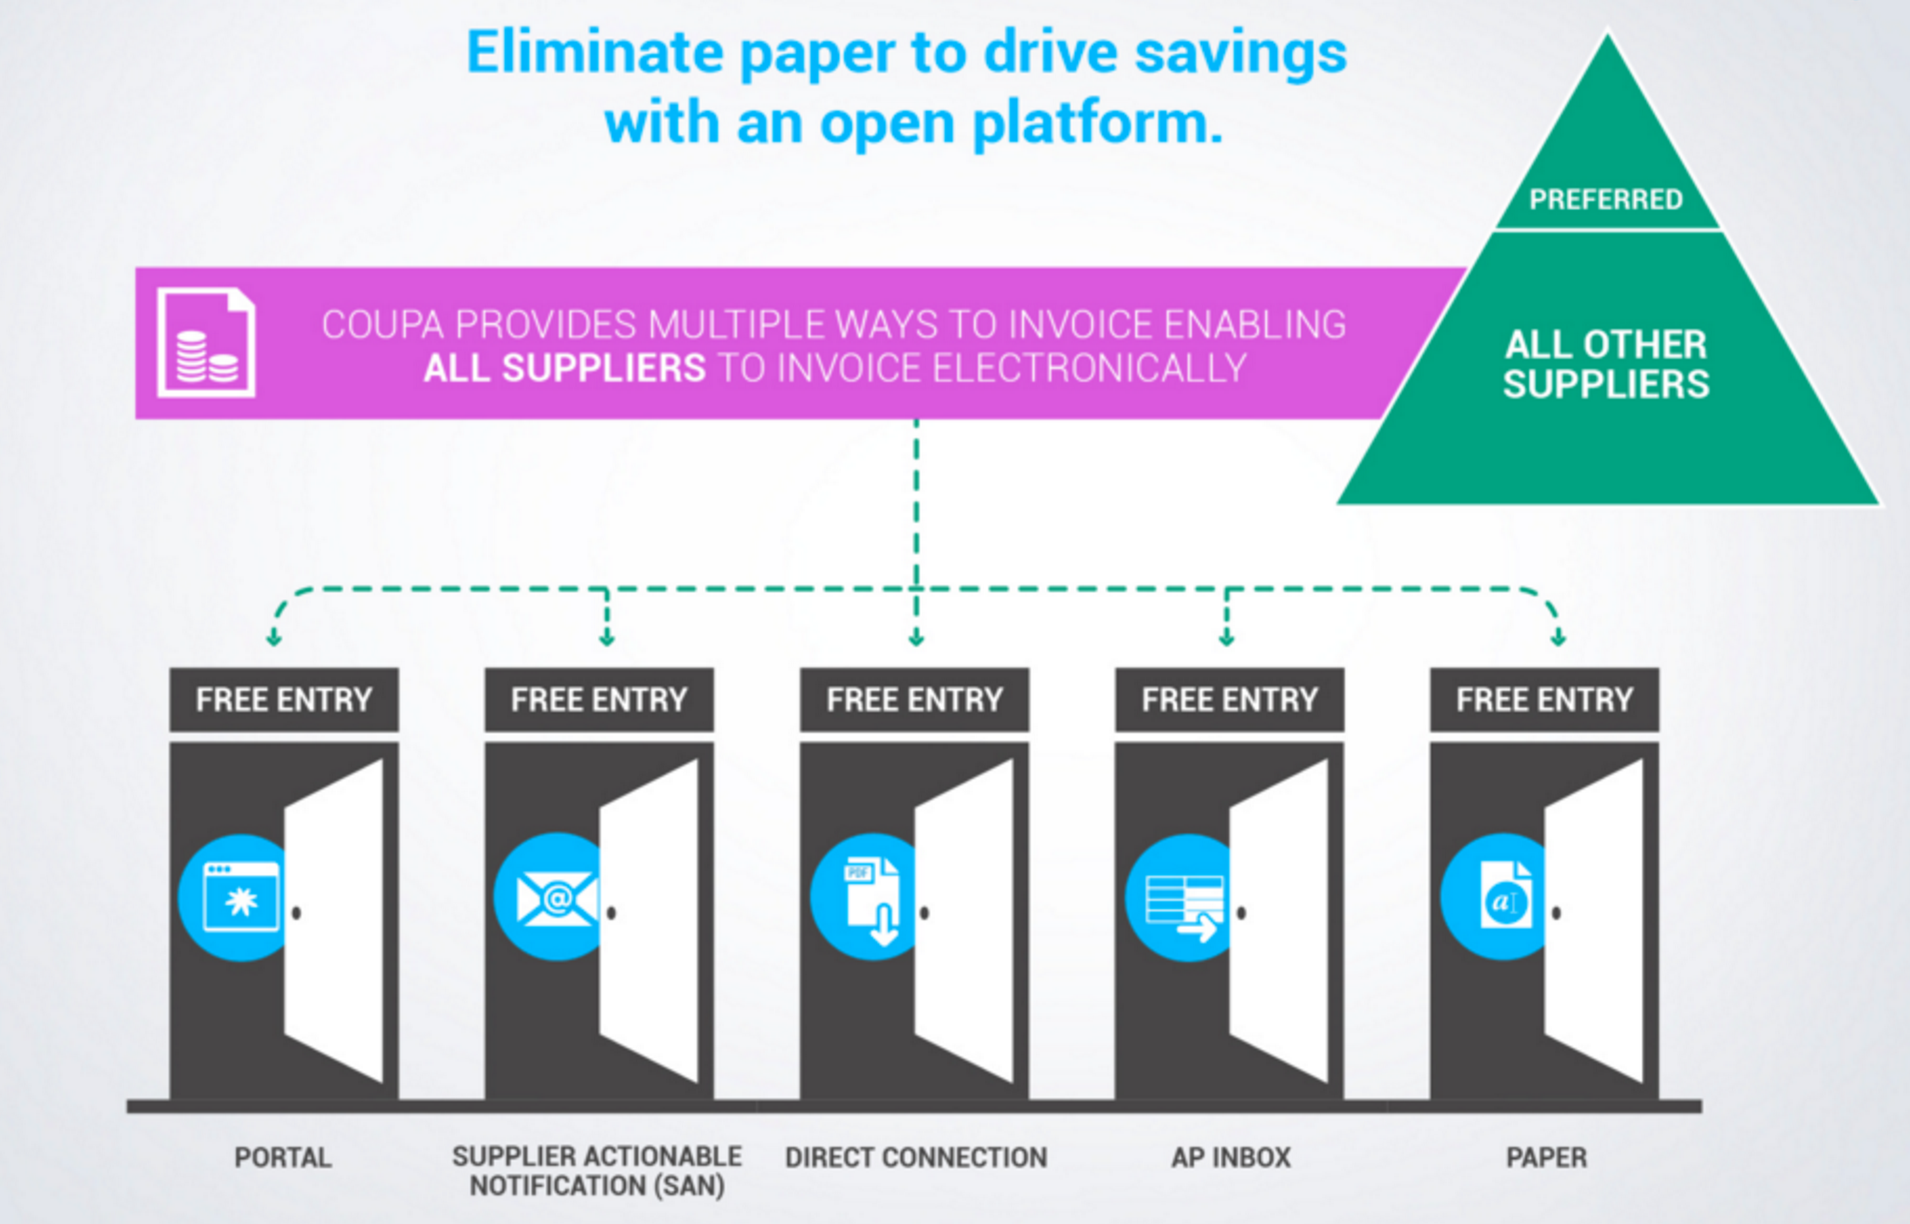 Eliminate paper to drive savings
with an open platform.
PREFERRED
COUPA PROVIDES MULTIPLE WAYS TO INVOICE ENABLING
ALL SUPPLIERS TO INVOICE ELECTRONICALLY
ALL OTHER
SUPPLIERS
FREE ENTRY
FREE ENTRY
FREE ENTRY
FREE ENTRY
FREE ENTRY
@
PDF
a
PORTAL
SUPPLIER ACTIONABLE
NOTIFICATION (SAN)
DIRECT CONNECTION
AP INBOX
PAPER